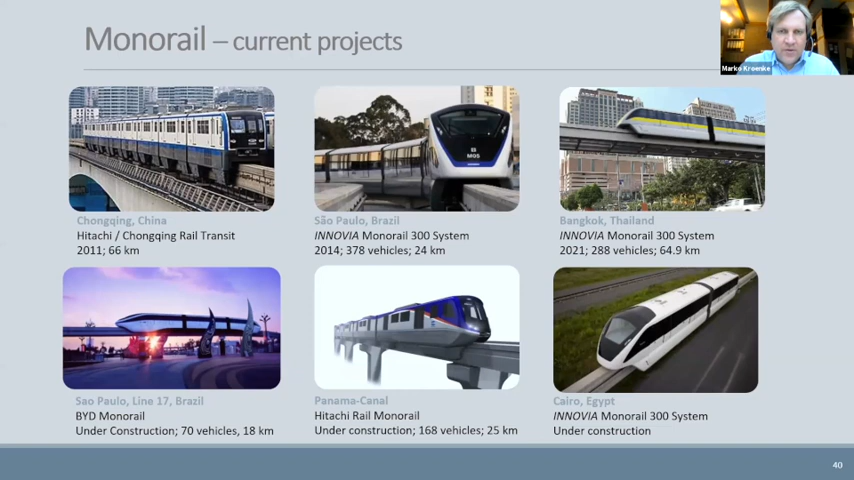 Monorail – current projects
Marko Kroenke
M05
Chongqing, China
Hitachi / Chongqing Rail Transit
2011; 66 km
São Paulo, Brazil
INNOVIA Monorail 300 System
2014; 378 vehicles; 24 km
Bangkok, Thailand
INNOVIA Monorail 300 System
2021; 288 vehicles; 64.9 km
Sao Paulo, Line 17, Brazil
BYD Monorail
Under Construction; 70 vehicles, 18 km
Panama-Canal
Hitachi Rail Monorail
Under construction; 168 vehicles; 25 km
Cairo, Egypt
INNOVIA Monorail 300 System
Under construction
40